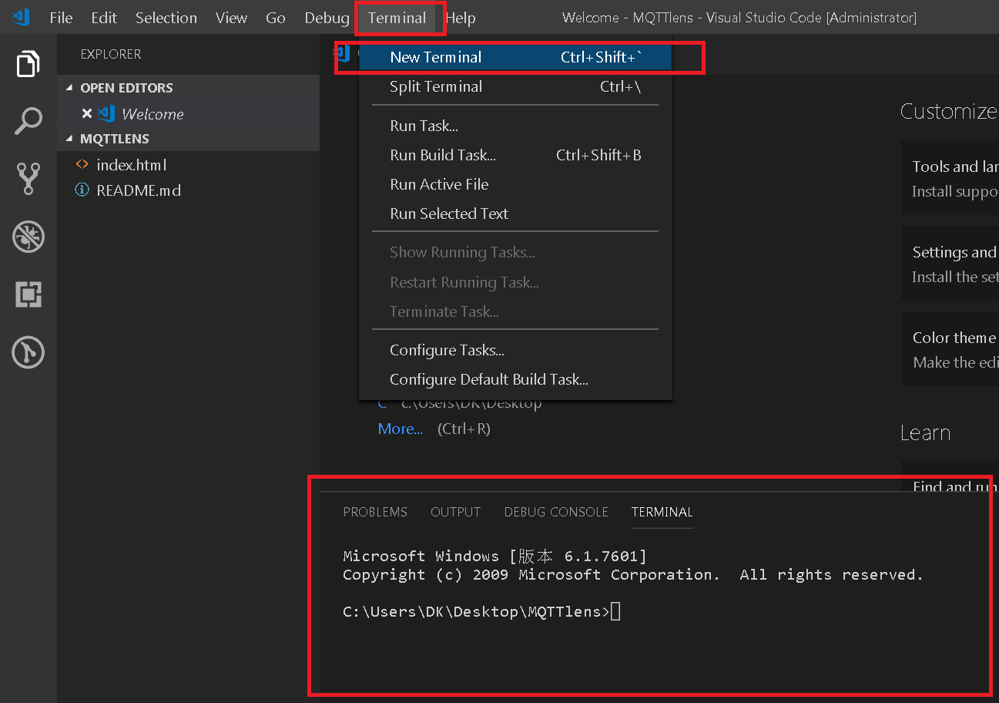 File Edit Selection View Go Debug Terminal Help Welcome - MQTTlens - Visual Studio Code [Administrator]
EXPLORER
OPEN EDITORS
Welcome
MQTTLENS
index.html
README.md
New Terminal Ctrl+Shift+`
Split Terminal Ctrl+\
Run Task...
Run Build Task... Ctrl+Shift+B
Run Active File
Run Selected Text
Show Running Tasks...
Restart Running Task...
Terminate Task...
Configure Tasks...
Configure Default Build Task...
C c:\Users\DK\Desktop
More... (Ctrl+R)
Customize
Tools and lan
Install suppo
Settings and
Install the set
Color theme
Make the edi
Learn
Find and run
PROBLEMS OUTPUT DEBUG CONSOLE TERMINAL
Microsoft Windows [版本 6.1.7601]
Copyright (c) 2009 Microsoft Corporation. All rights reserved.
C:\Users\DK\Desktop\MQTTlens>